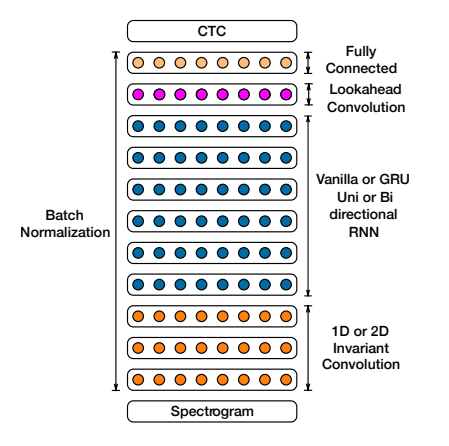 CTC
Fully
Connected
Lookahead
Convolution
Vanilla or GRU
Uni or Bi
directional
RNN
Batch
Normalization
1D or 2D
Invariant
Convolution
Spectrogram